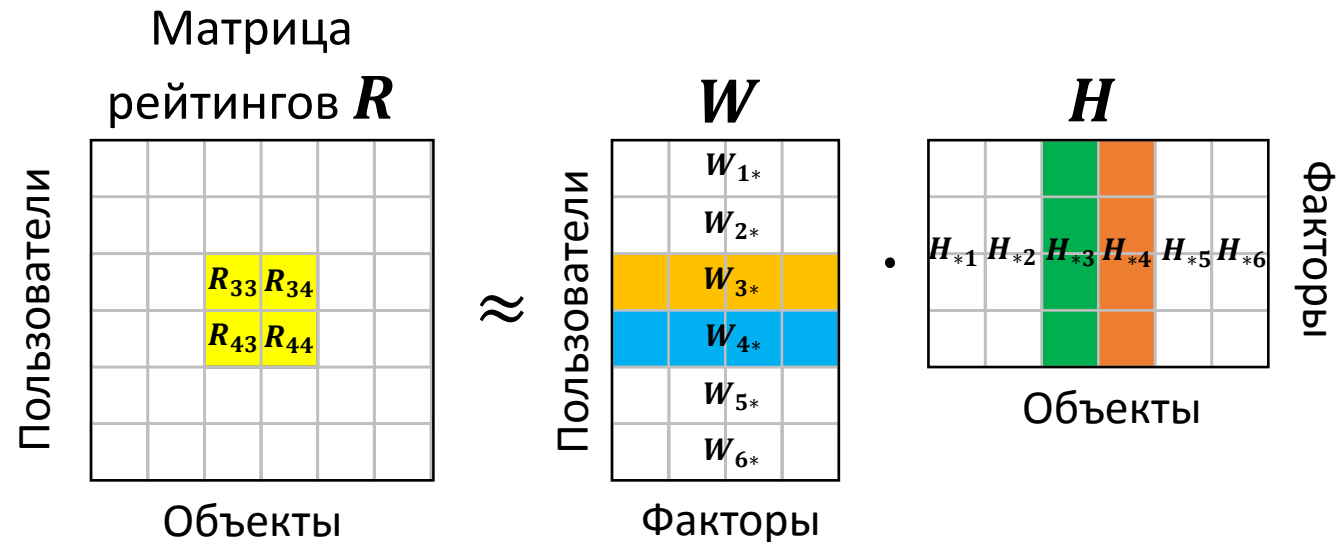 Матрица
рейтингов R
Пользователи
R33 R34
R43 R44
Объекты
≈
W
Пользователи
W1*
W2*
W3*
W4*
W5*
W6*
Факторы
·
H
H*1 H*2 H*3 H*4 H*5 H*6
Факторы
Объекты